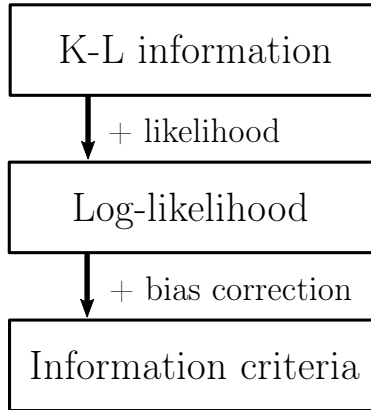 K-L information
+ likelihood
Log-likelihood
+ bias correction
Information criteria